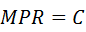 MPR = C